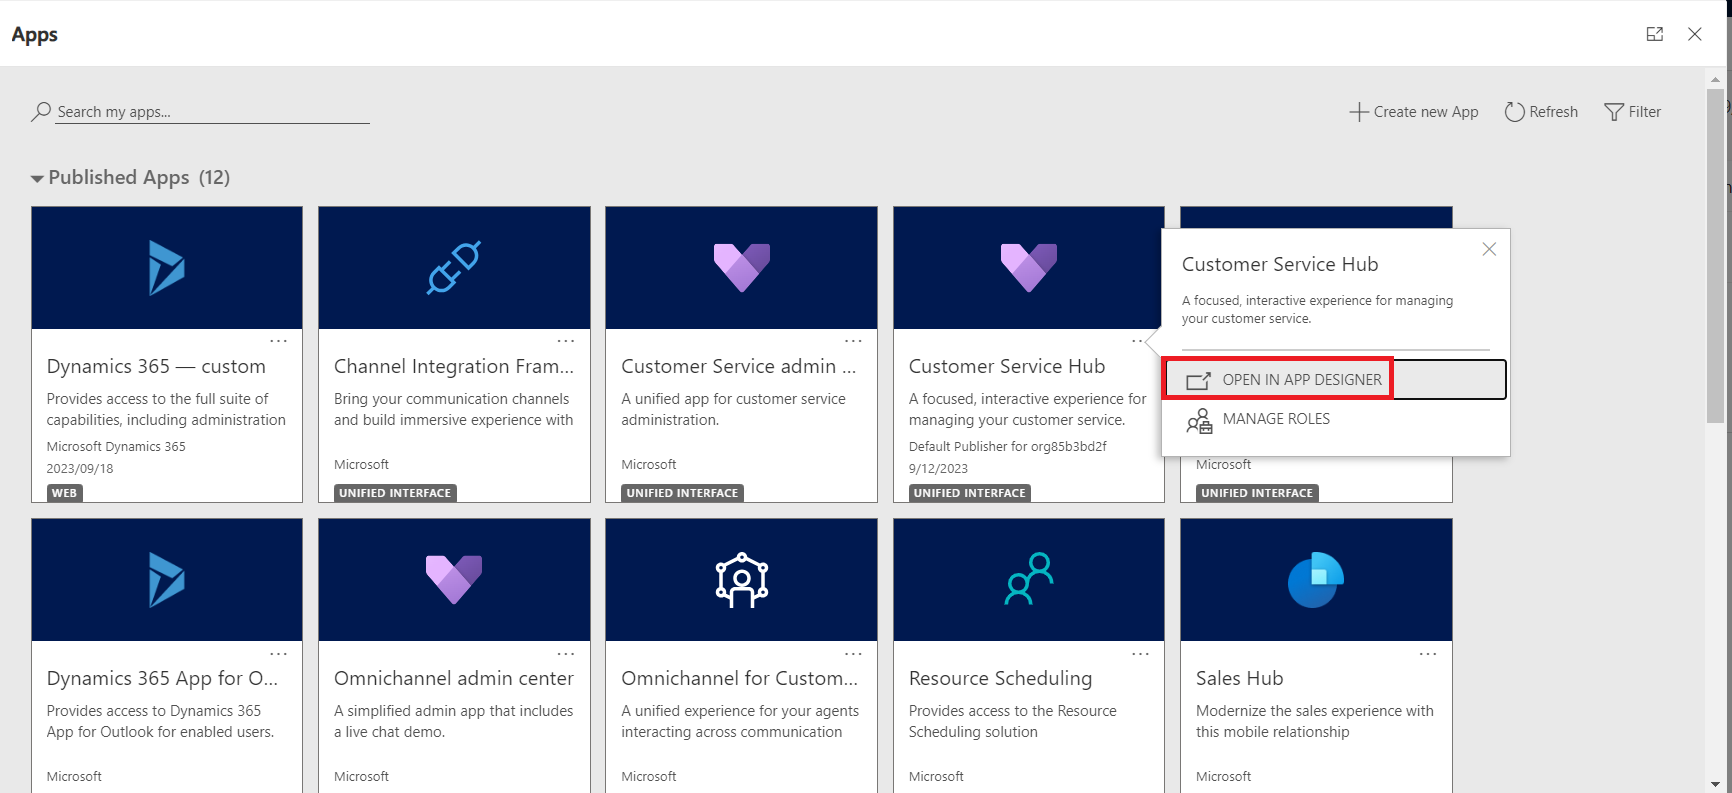 Apps
Search my apps...
Create new App
Refresh
Filter
Published Apps (12)
Dynamics 365 — custom
Provides access to the full suite of
capabilities, including administration
Microsoft Dynamics 365
2023/09/18
WEB
Channel Integration Fram...
Bring your communication channels
and build immersive experience with
Microsoft
UNIFIED INTERFACE
Customer Service admin ...
A unified app for customer service
administration.
Microsoft
UNIFIED INTERFACE
Customer Service Hub
A focused, interactive experience for
managing your customer service.
Default Publisher for org85b3bd2f
9/12/2023
UNIFIED INTERFACE
Customer Service Hub
A focused, interactive experience for managing
your customer service.
OPEN IN APP DESIGNER
MANAGE ROLES
Microsoft
UNIFIED INTERFACE
Dynamics 365 App for O...
Provides access to Dynamics 365
App for Outlook for enabled users.
Microsoft
Omnichannel admin center
A simplified admin app that includes
a live chat demo.
Microsoft
Omnichannel for Custom...
A unified experience for your agents
interacting across communication
Microsoft
Resource Scheduling
Provides access to the Resource
Scheduling solution
Microsoft
Sales Hub
Modernize the sales experience with
this mobile relationship
Microsoft